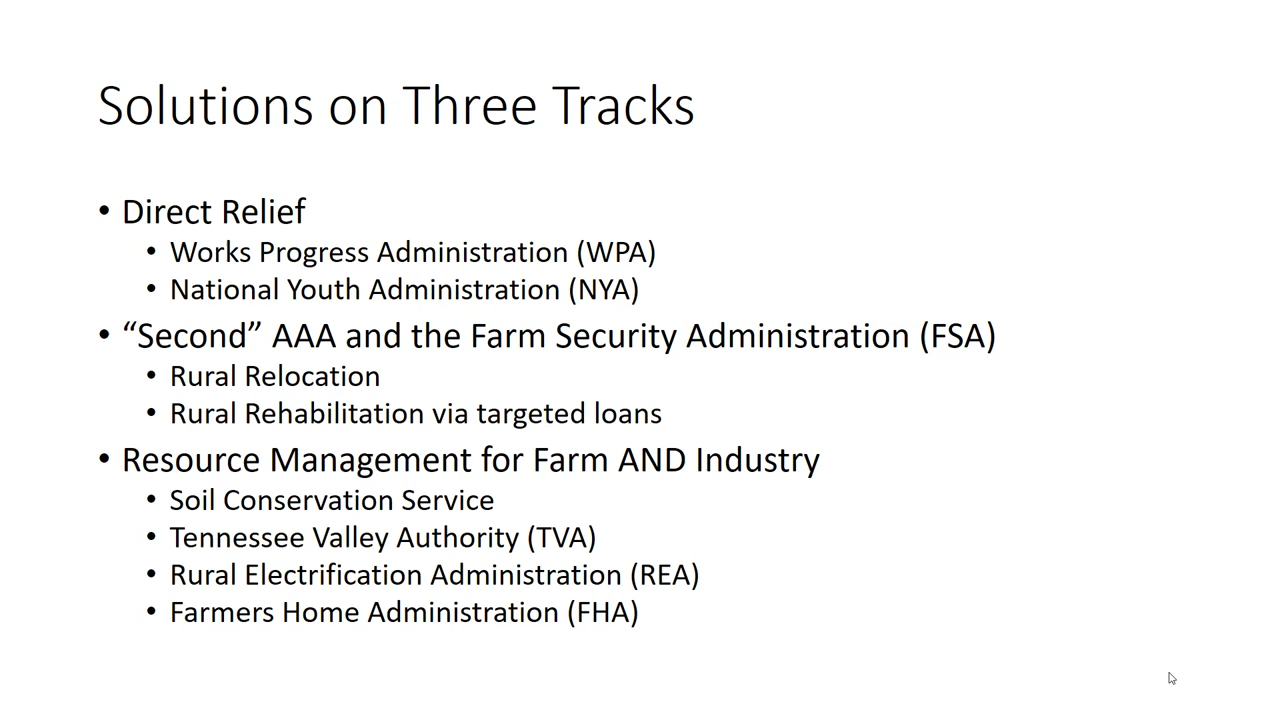 Solutions on Three Tracks
• Direct Relief
• Works Progress Administration (WPA)
• National Youth Administration (NYA)
• “Second” AAA and the Farm Security Administration (FSA)
• Rural Relocation
• Rural Rehabilitation via targeted loans
• Resource Management for Farm AND Industry
• Soil Conservation Service
• Tennessee Valley Authority (TVA)
• Rural Electrification Administration (REA)
• Farmers Home Administration (FHA)